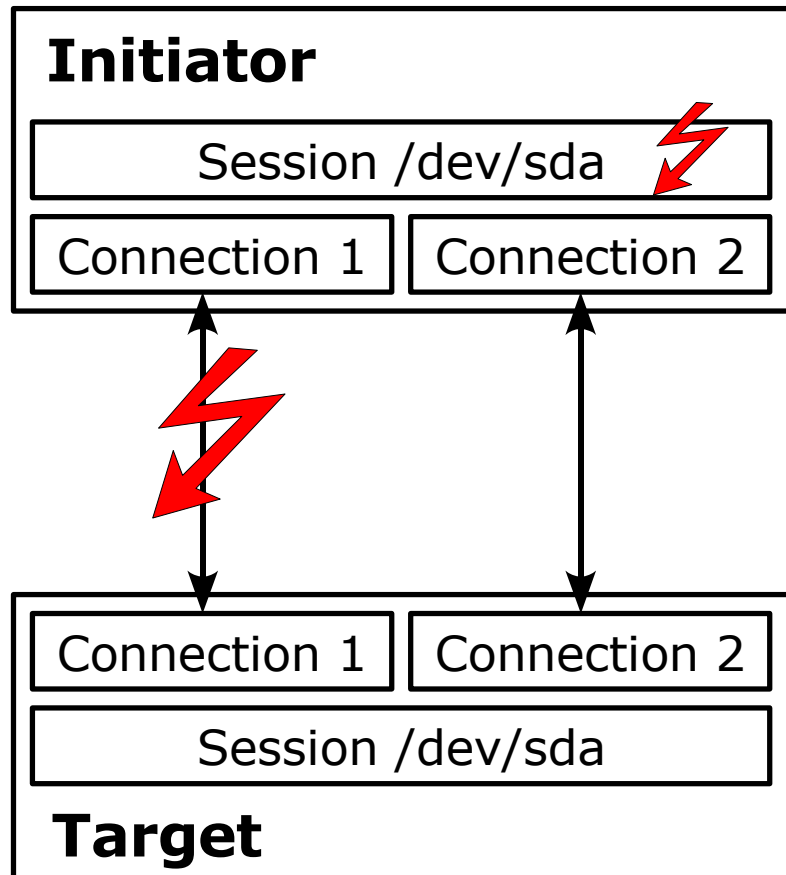 Initiator
Session /dev/sda
Connection 1 Connection 2
Connection 1 Connection 2
Session /dev/sda
Target